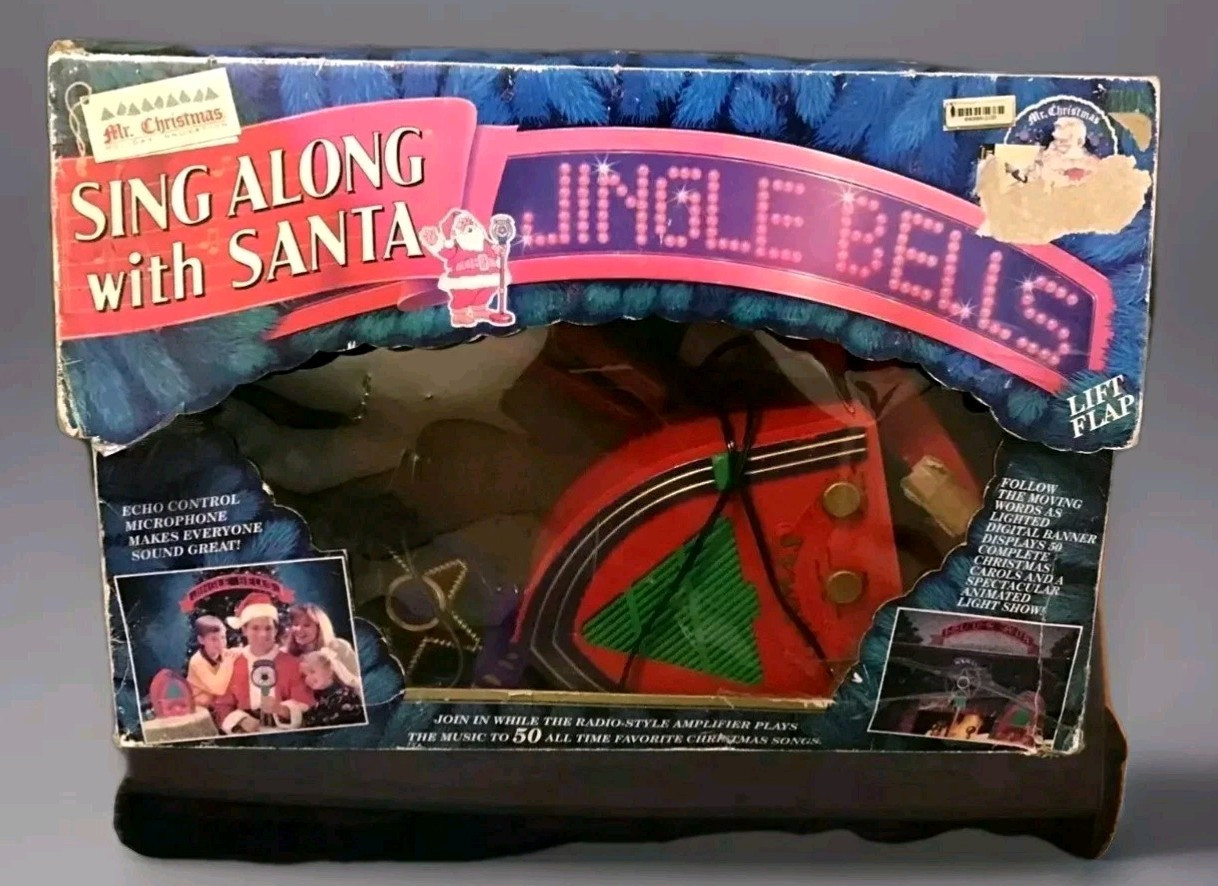 Mr. Christmas
SING ALONG
with SANTA
JINGLE BELLS
Mr. Christmas
LIFT
FLAP
ECHO CONTROL
MICROPHONE
MAKES EVERYONE
SOUND GREAT!
JINGLE BELLS
FOLLOW
THE MOVING
WORDS AS
LIGHTED
DIGITAL BANNER
DISPLAYS 50
COMPLETE
CHRISTMAS
CAROLS AND A
SPECTACULAR
ANIMATED
LIGHT SHOW!
JOIN IN WHILE THE RADIO-STYLE AMPLIFIER PLAYS
THE MUSIC TO 50 ALL TIME FAVORITE CHRISTMAS SONGS.